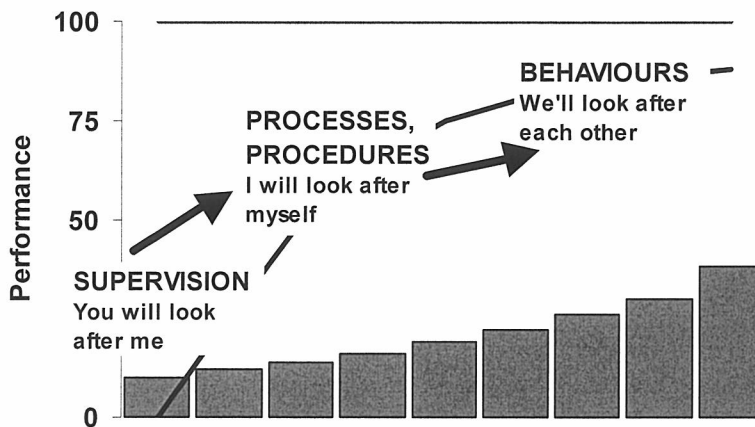 100
75
50
0
Performance
BEHAVIOURS
We'll look after
each other
PROCESSES,
PROCEDURES
I will look after
myself
SUPERVISION
You will look
after me